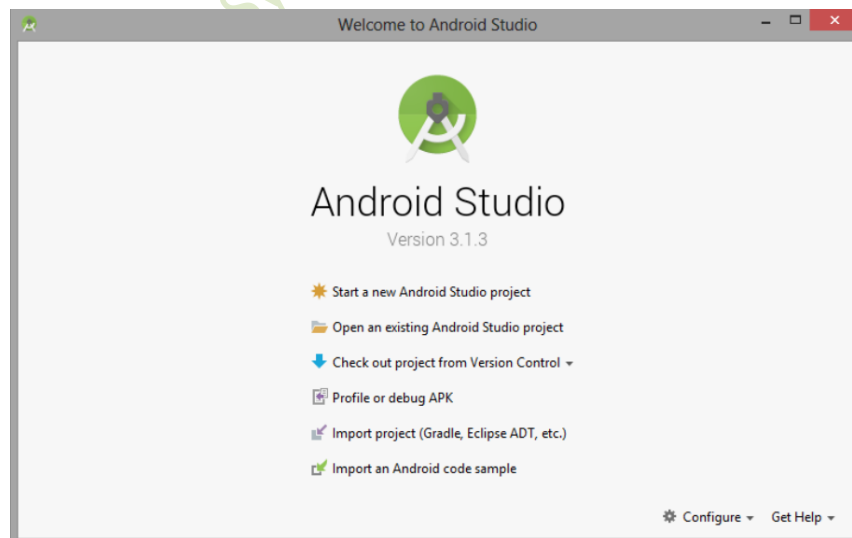 Welcome to Android Studio
Android Studio
Version 3.1.3
Start a new Android Studio project
Open an existing Android Studio project
Check out project from Version Control
Profile or debug APK
Import project (Gradle, Eclipse ADT, etc.)
Import an Android code sample
Configure Get Help